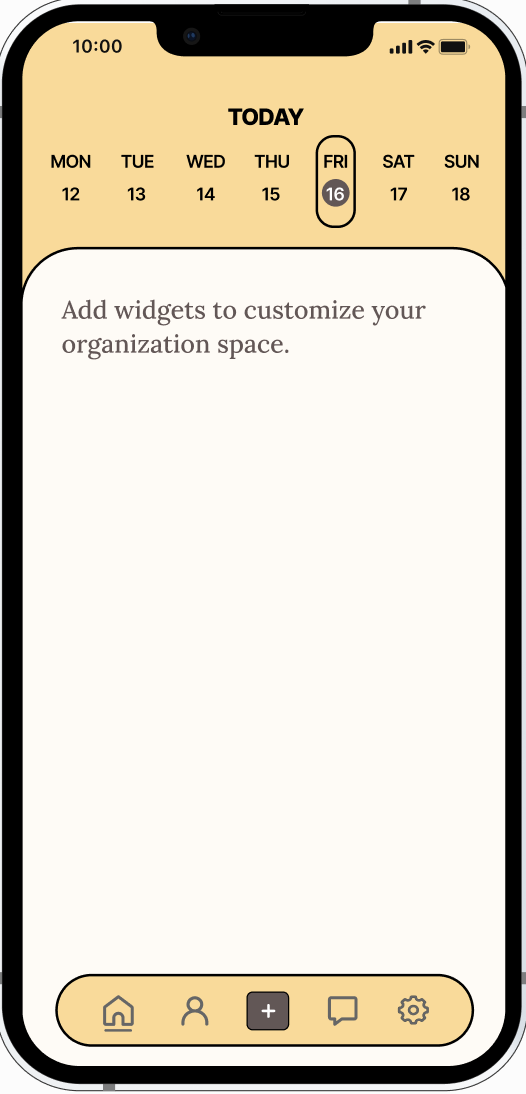 10:00
TODAY
MON TUE WED THU FRI SAT SUN
12 13 14 15 16 17 18
Add widgets to customize your
organization space.